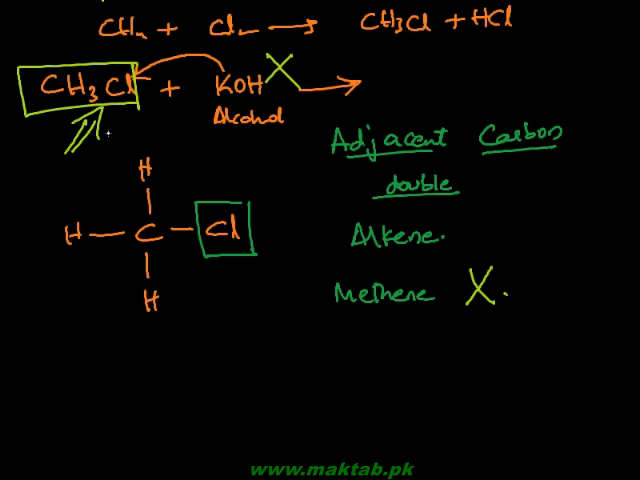 CH4 + Cl2 → CH3Cl + HCl
CH3Cl + KOH →
Alcohol
Adjacent Carbon
double
Alkene.
Methene X.
H
H — C — Cl
H
www.maktab.pk